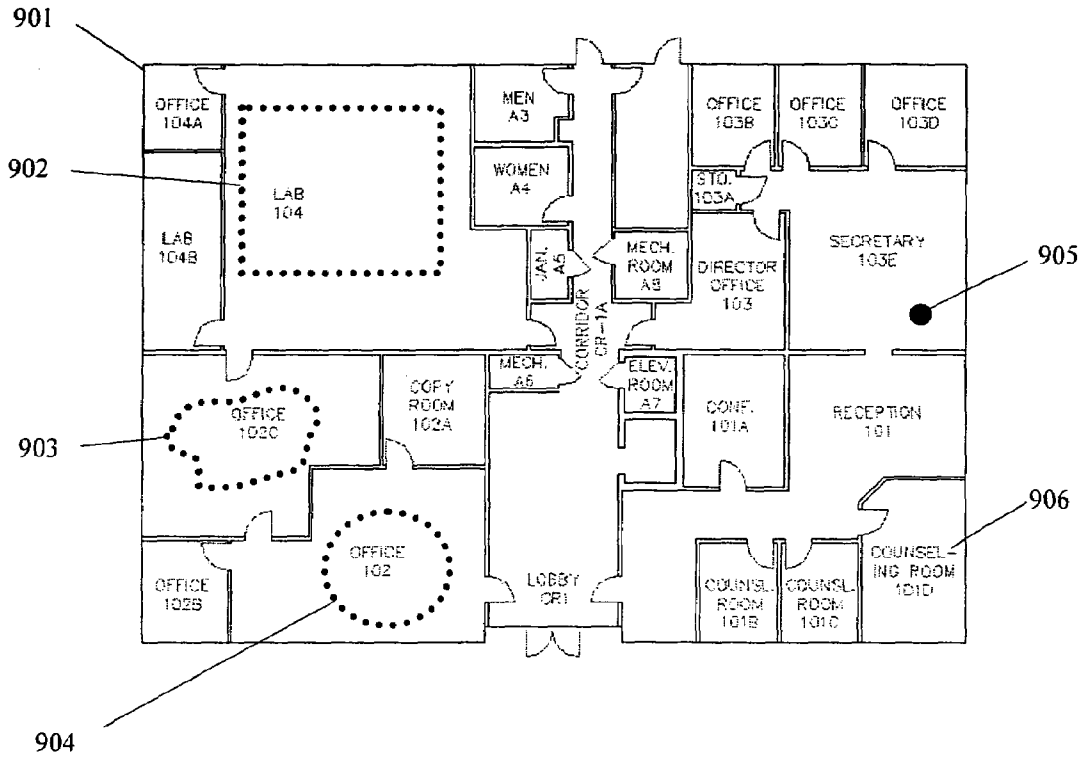 901
OFFICE
104A
902
LAB
104
LAB
104B
MEN
A3
WOMEN
A4
JAN.
A5
MECH.
ROOM
A8
CORRIDOR
CR-1A
OFFICE
103B
OFFICE
103C
OFFICE
103D
STO.
103A
DIRECTOR
OFFICE
103
SECRETARY
103E
905
MECH.
A6
ELEV.
ROOM
A7
COPY
ROOM
102A
CONF.
101A
RECEPTION
101
903
OFFICE
102C
OFFICE
102
OFFICE
102B
LOBBY
CR1
906
COUNSEL-
ING ROOM
101D
COUNSL.
ROOM
101B
COUNSL.
ROOM
101C
904